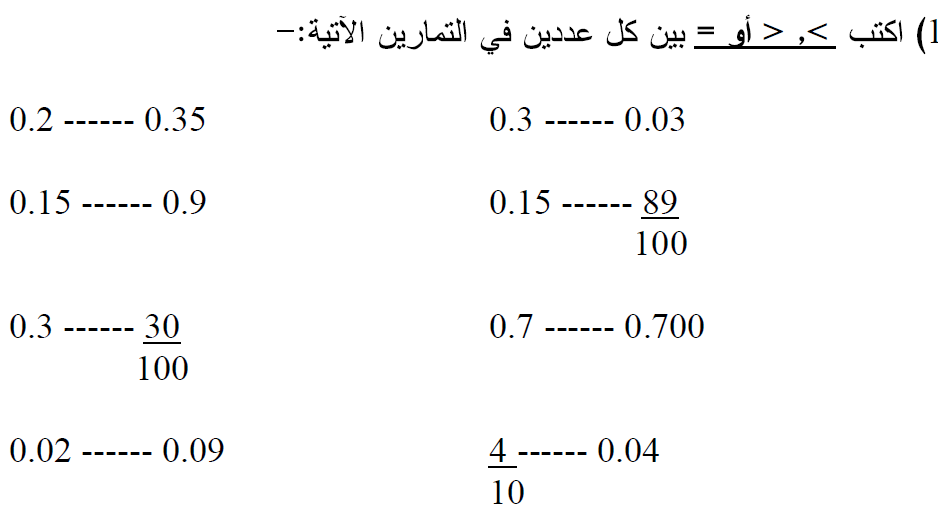 1) اكتب >, < أو = بين كل عددين في التمارين الآتية:-
0.2 ------ 0.35 0.3 ------ 0.03
0.15 ------ 0.9 0.15 ------ 89
100
0.3 ------ 30 0.7 ------ 0.700
100
0.02 ------ 0.09 4 ------ 0.04
10